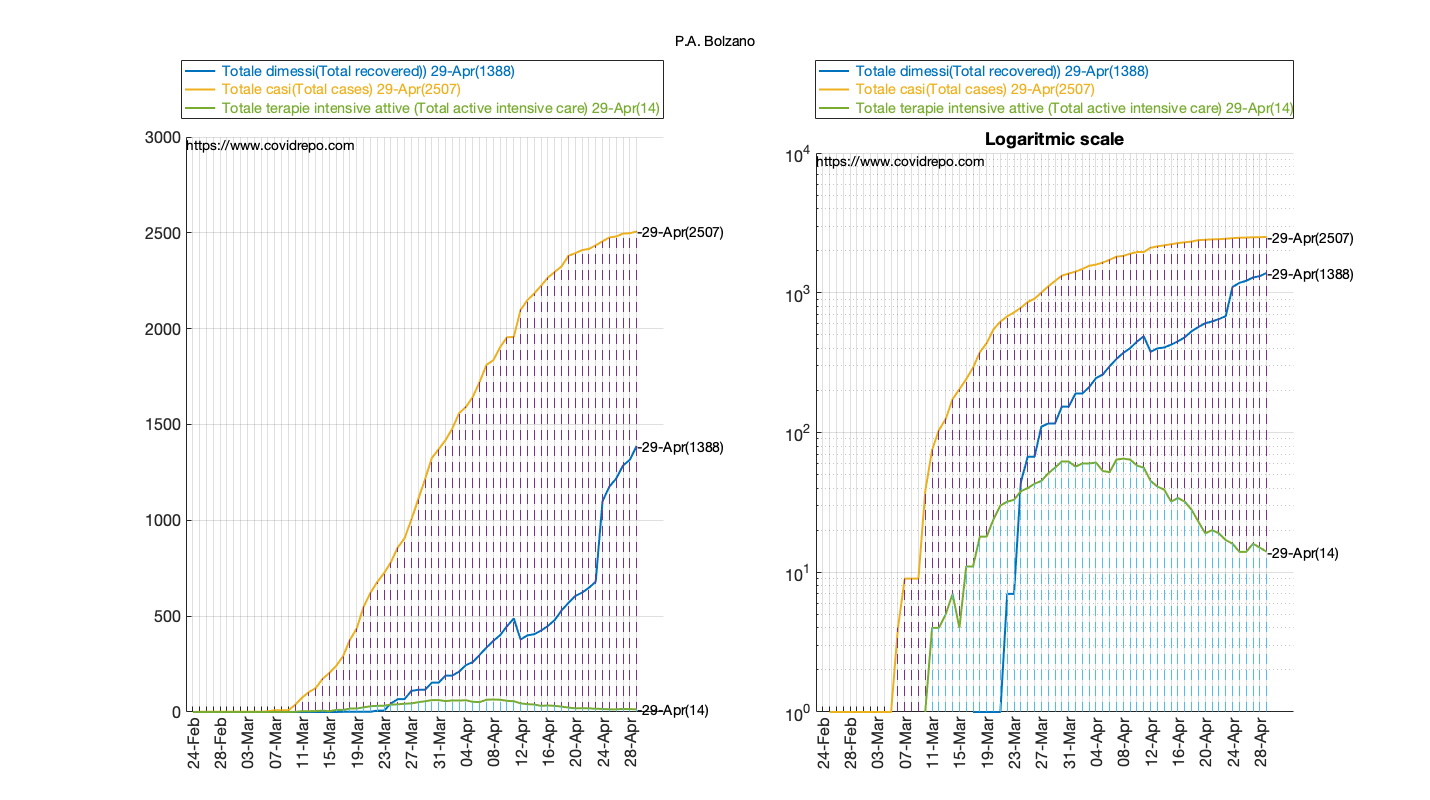 P.A. Bolzano
Totale dimessi(Total recovered)) 29-Apr(1388)
Totale casi(Total cases) 29-Apr(2507)
Totale terapie intensive attive (Total active intensive care) 29-Apr(14)
3000
https://www.covidrepo.com
2500
2000
1500
1000
500
0
-29-Apr(2507)
-29-Apr(1388)
-29-Apr(14)
24-Feb
28-Feb
03-Mar
07-Mar
11-Mar
15-Mar
19-Mar
23-Mar
27-Mar
31-Mar
04-Apr
08-Apr
12-Apr
16-Apr
20-Apr
24-Apr
28-Apr
Totale dimessi(Total recovered)) 29-Apr(1388)
Totale casi(Total cases) 29-Apr(2507)
Totale terapie intensive attive (Total active intensive care) 29-Apr(14)
Logaritmic scale
10^4
https://www.covidrepo.com
10^3
10^2
10^1
10^0
-29-Apr(2507)
-29-Apr(1388)
-29-Apr(14)
24-Feb
28-Feb
03-Mar
07-Mar
11-Mar
15-Mar
19-Mar
23-Mar
27-Mar
31-Mar
04-Apr
08-Apr
12-Apr
16-Apr
20-Apr
24-Apr
28-Apr